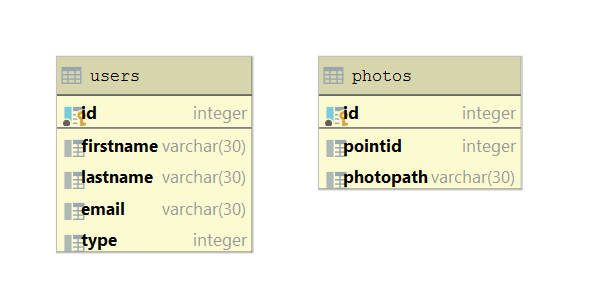 users
id integer
firstname varchar(30)
lastname varchar(30)
email varchar(30)
type integer
photos
id integer
pointid integer
photopath varchar(30)